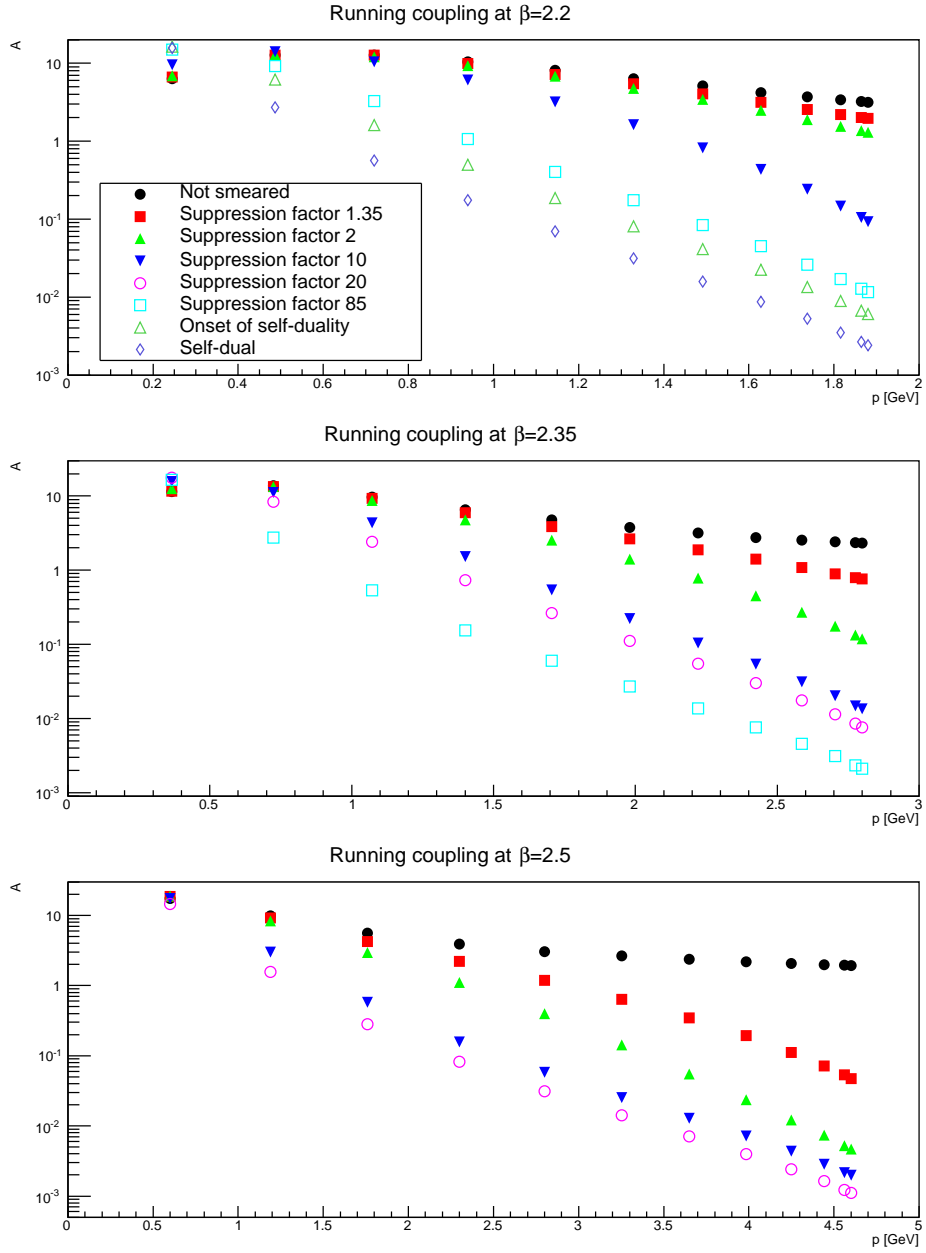 Running coupling at β=2.2
A
10
1
10-1
10-2
10-3
Not smeared
Suppression factor 1.35
Suppression factor 2
Suppression factor 10
Suppression factor 20
Suppression factor 85
Onset of self-duality
Self-dual
0 0.2 0.4 0.6 0.8 1 1.2 1.4 1.6 1.8 2
p [GeV]
Running coupling at β=2.35
A
10
1
10-1
10-2
10-3
0 0.5 1 1.5 2 2.5 3
p [GeV]
Running coupling at β=2.5
A
10
1
10-1
10-2
10-3
0 0.5 1 1.5 2 2.5 3 3.5 4 4.5 5
p [GeV]